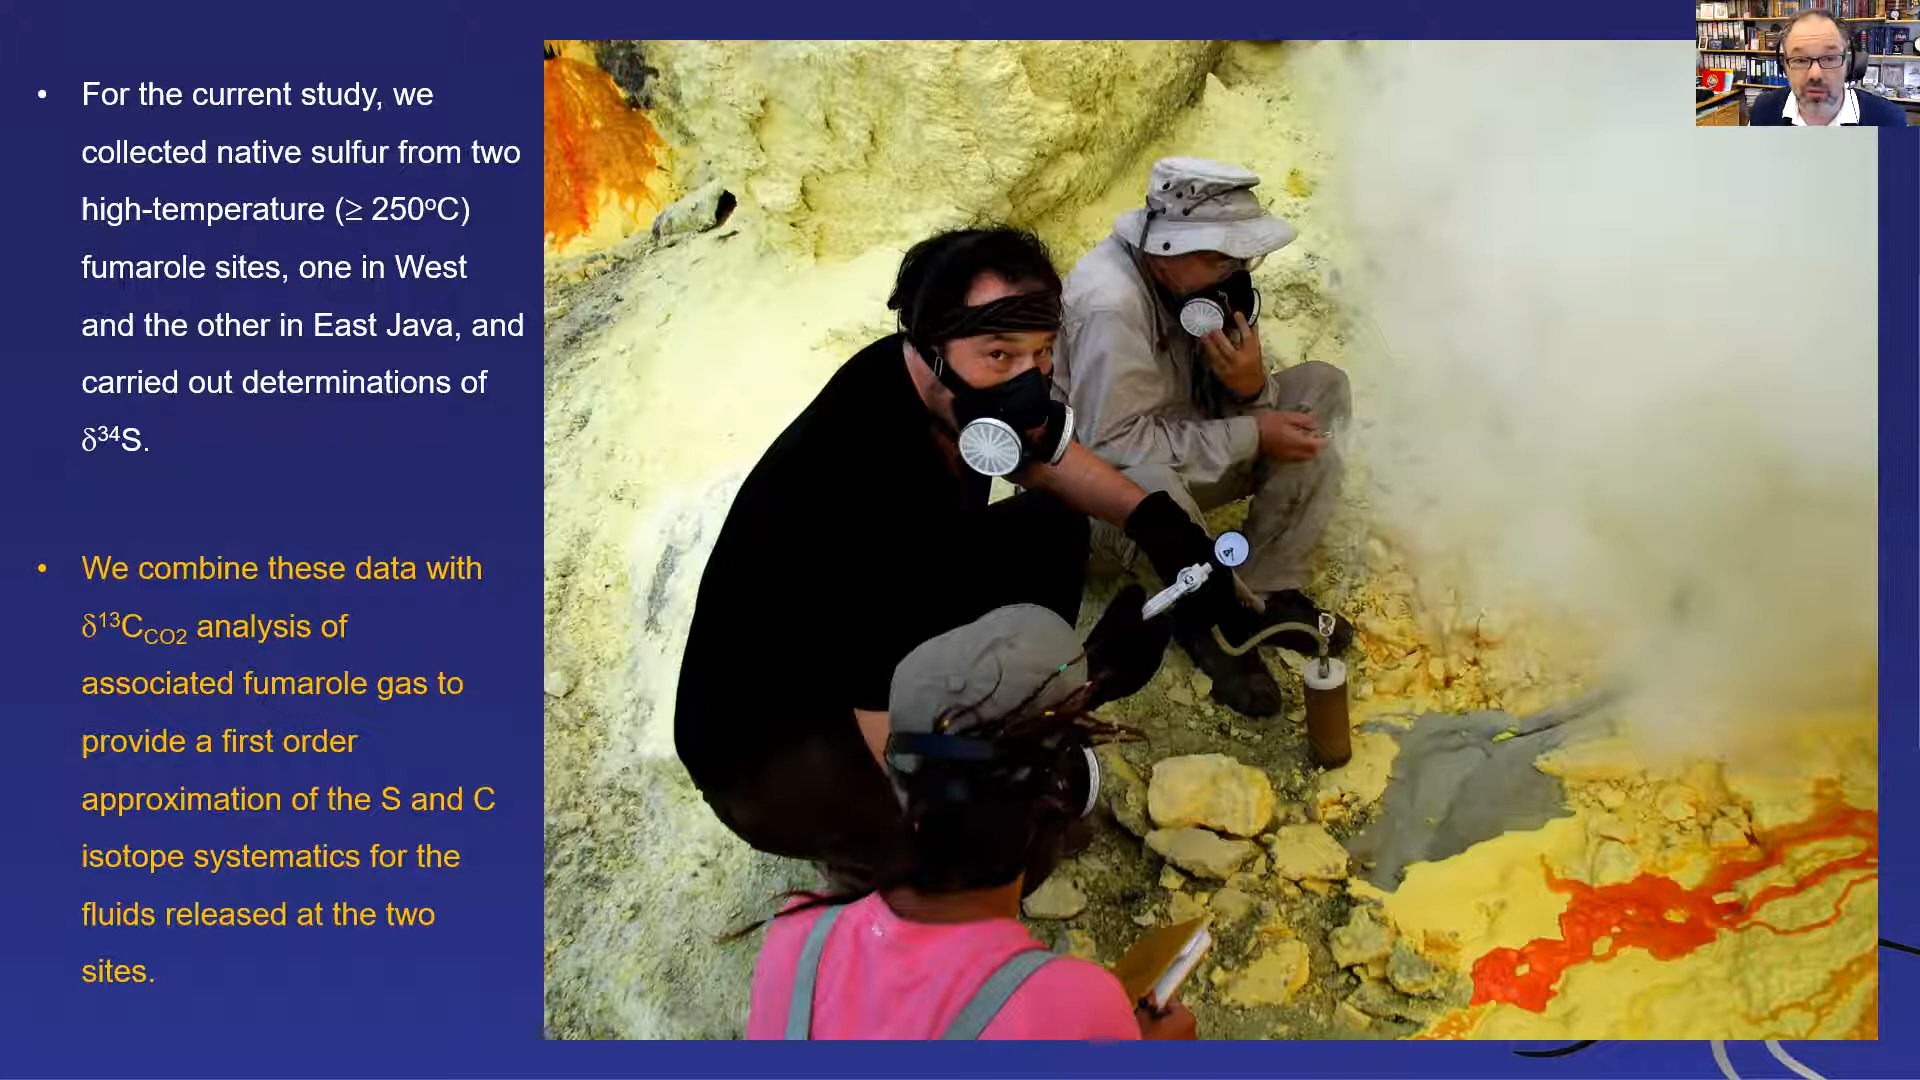 • For the current study, we
collected native sulfur from two
high-temperature (≥ 250ºC)
fumarole sites, one in West
and the other in East Java, and
carried out determinations of
δ³⁴S.
• We combine these data with
δ¹³C_CO2 analysis of
associated fumarole gas to
provide a first order
approximation of the S and C
isotope systematics for the
fluids released at the two
sites.